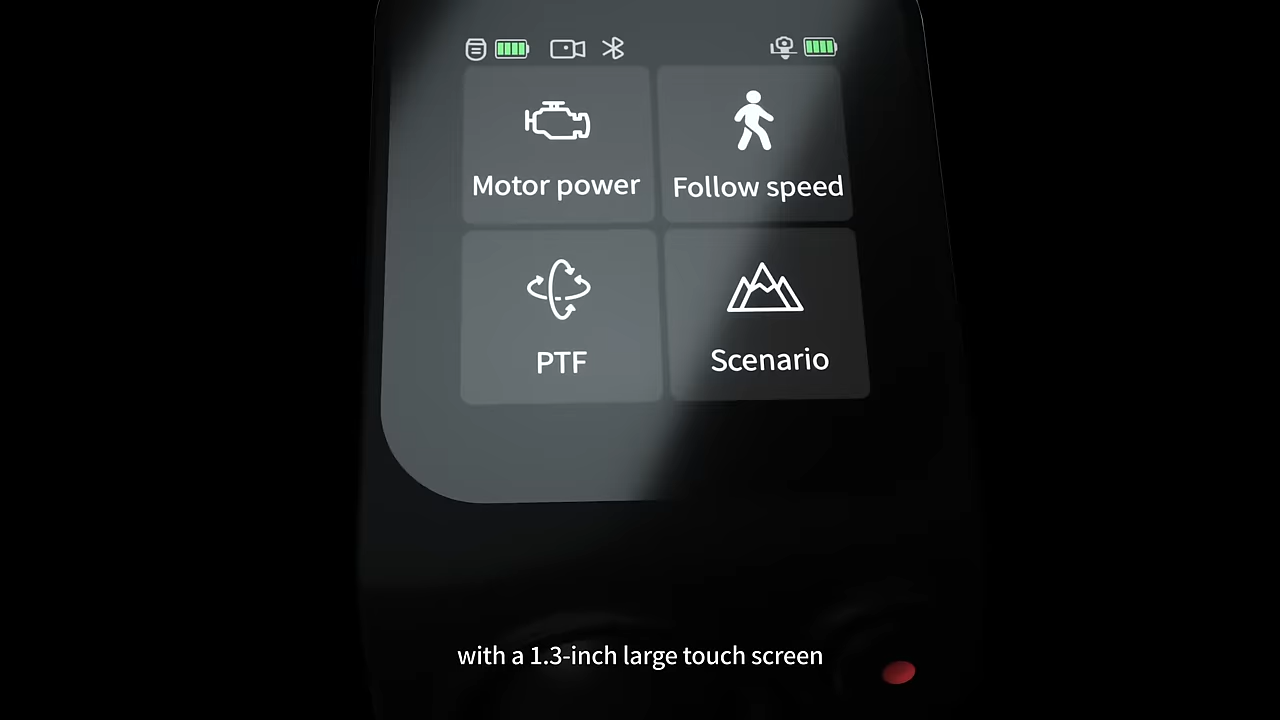 Motor power
Follow speed
PTF
Scenario
with a 1.3-inch large touch screen